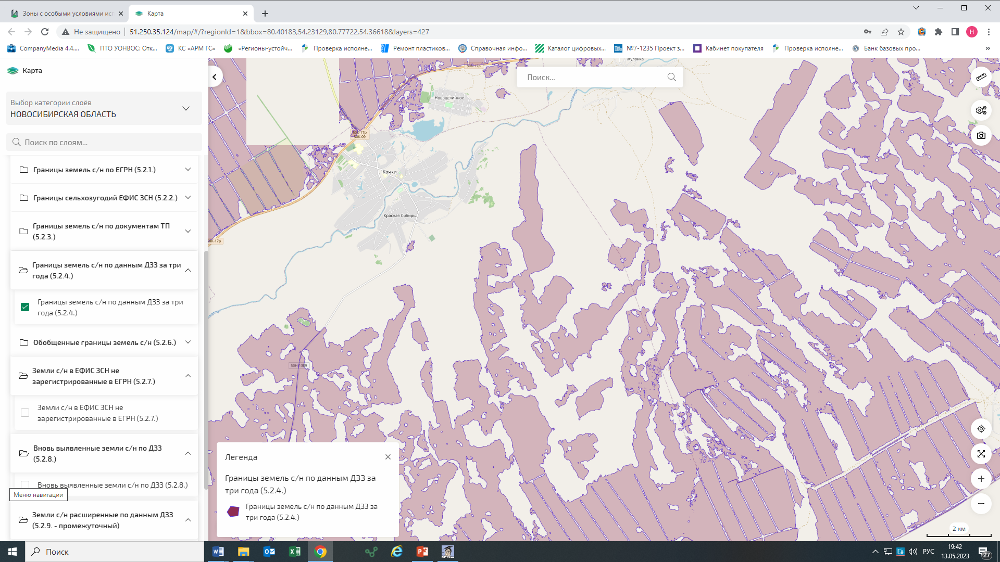 Зоны с особыми условиями исп
Карта
Не защищено
51.250.35.124/map/#/?regionId=1&bbox=80.40183,54.23129,80.77722,54.36618&layers=427
Н
CompanyMedia 4.4....
ПТО УОНВОС: Отк...
КС «АРМ ГС»
«Регионы-устойч...
Проверка исполне...
Ремонт пластиков...
Справочная инфо...
Каталог цифровых...
№7-1235 Проект з...
Кабинет покупателя
Проверка исполне...
Банк базовых про...
»
Карта
Выбор категории слоёв
НОВОСИБИРСКАЯ ОБЛАСТЬ
Поиск по слоям...
Границы земель с/н по ЕГРН (5.2.1.)
Границы сельхозугодий ЕФИС ЗСН (5.2.2.)
Границы земель с/н по документам ТП
(5.2.3.)
Границы земель с/н по данным ДЗЗ за три
года (5.2.4.)
Границы земель с/н по данным ДЗЗ за три
года (5.2.4.)
Обобщенные границы земель с/н (5.2.6.)
Земли с/н в ЕФИС ЗСН не
зарегистрированные в ЕГРН (5.2.7.)
Земли с/н в ЕФИС ЗСН не
зарегистрированные в ЕГРН (5.2.7.)
Вновь выявленные земли с/н по ДЗЗ
(5.2.8.)
Вновь выявленные земли с/н по ДЗЗ (5.2.8.)
Меню навигации
Земли с/н расширенные по данным ДЗЗ
(5.2.9. - промежуточный)
Поиск...
Жуланка
50К-17р
Новоцелинное
Карасук
50К-17р
50К-09
Карасук
Кочки
Красная Сибирь
Карасук
50К-17р
Карасук
50Н-1309
Легенда
Границы земель с/н по данным ДЗЗ за
три года (5.2.4.)
Границы земель с/н по данным ДЗЗ за
три года (5.2.4.)
2 км
Поиск
РУС
19:42
13.05.2023
27